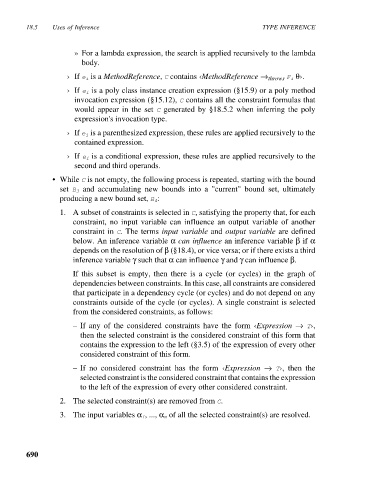 18.5 Uses of Inference TYPE INFERENCE
» For a lambda expression, the search is applied recursively to the lambda
body.
› If eᵢ is a MethodReference, C contains ‹MethodReference →throws Fᵢ θ›.
› If eᵢ is a poly class instance creation expression (§15.9) or a poly method
invocation expression (§15.12), C contains all the constraint formulas that
would appear in the set C generated by §18.5.2 when inferring the poly
expression's invocation type.
› If eᵢ is a parenthesized expression, these rules are applied recursively to the
contained expression.
› If eᵢ is a conditional expression, these rules are applied recursively to the
second and third operands.
• While C is not empty, the following process is repeated, starting with the bound
set B₃ and accumulating new bounds into a "current" bound set, ultimately
producing a new bound set, B₄:
1. A subset of constraints is selected in C, satisfying the property that, for each
constraint, no input variable can influence an output variable of another
constraint in C. The terms input variable and output variable are defined
below. An inference variable α can influence an inference variable β if α
depends on the resolution of β (§18.4), or vice versa; or if there exists a third
inference variable γ such that α can influence γ and γ can influence β.
If this subset is empty, then there is a cycle (or cycles) in the graph of
dependencies between constraints. In this case, all constraints are considered
that participate in a dependency cycle (or cycles) and do not depend on any
constraints outside of the cycle (or cycles). A single constraint is selected
from the considered constraints, as follows:
– If any of the considered constraints have the form ‹Expression → T›,
then the selected constraint is the considered constraint of this form that
contains the expression to the left (§3.5) of the expression of every other
considered constraint of this form.
– If no considered constraint has the form ‹Expression → T›, then the
selected constraint is the considered constraint that contains the expression
to the left of the expression of every other considered constraint.
2. The selected constraint(s) are removed from C.
3. The input variables α₁, ..., αₙ of all the selected constraint(s) are resolved.
690